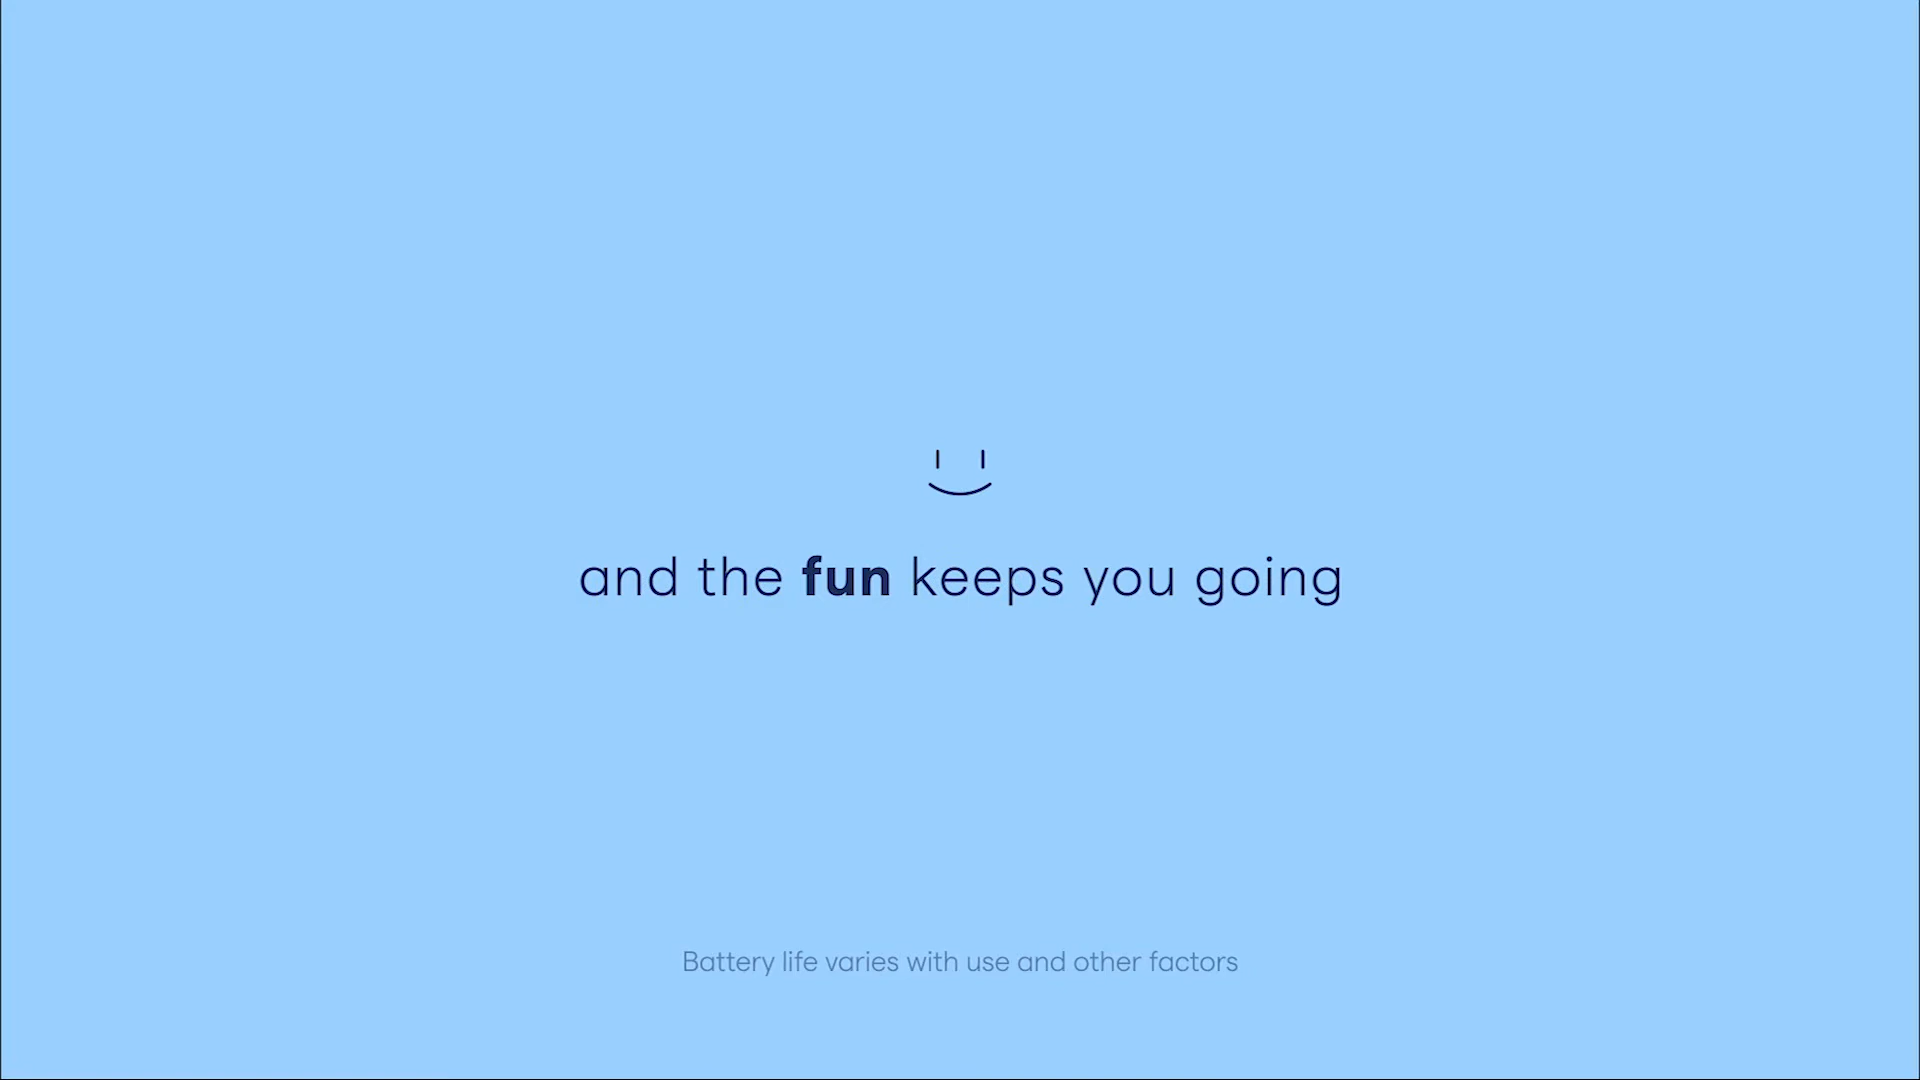 and the fun keeps you going
Battery life varies with use and other factors